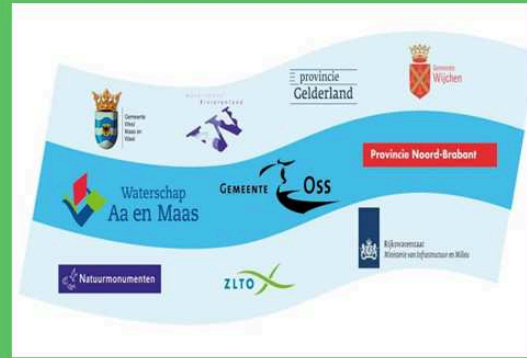 provincie
Gelderland
Gemeente
Wijchen
Gemeente
West
Maas en
Waal
Rivierenland
Provincie Noord-Brabant
Waterschap
Aa en Maas
GEMEENTE OSS
Rijkswaterstaat
Ministerie van Infrastructuur en Milieu
Natuurmonumenten
ZLTO